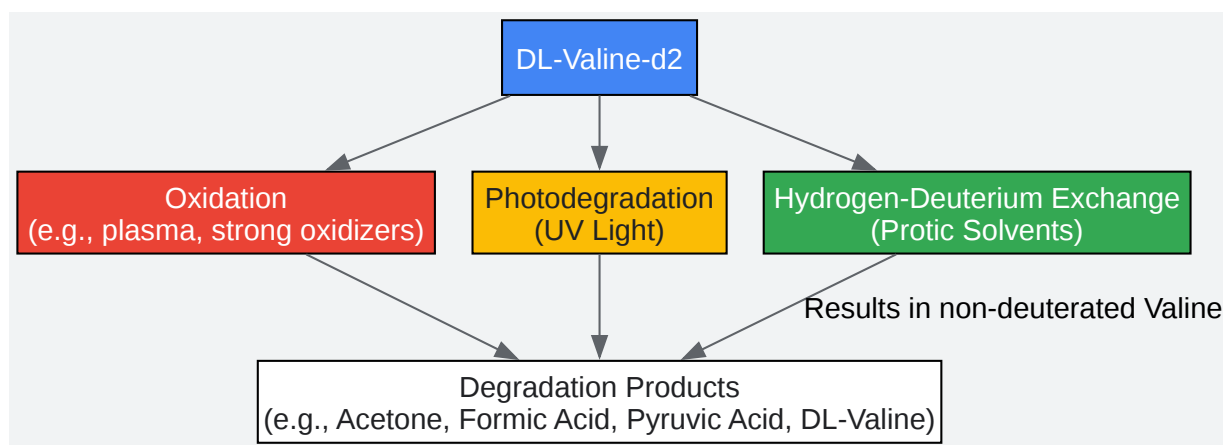 DL-Valine-d2
Oxidation
(e.g., plasma, strong oxidizers)
Photodegradation
(UV Light)
Hydrogen-Deuterium Exchange
(Protic Solvents)
Results in non-deuterated Valine
Degradation Products
(e.g., Acetone, Formic Acid, Pyruvic Acid, DL-Valine)